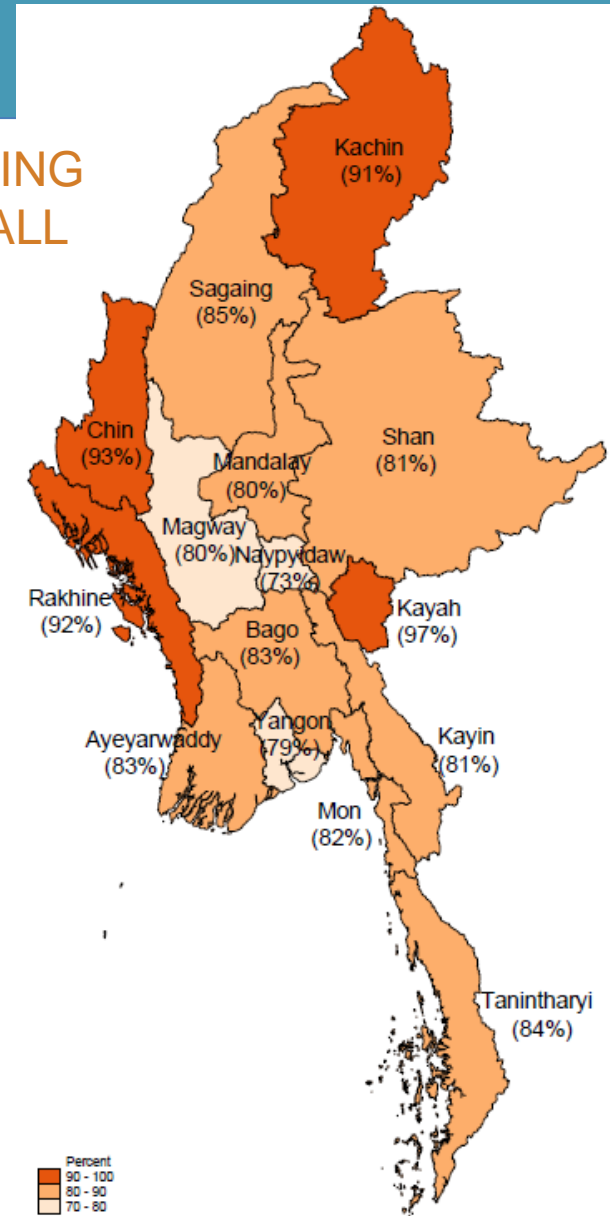 ING
ALL
Kachin
(91%)
Sagaing
(85%)
Chin
(93%)
Shan
(81%)
Mandalay
(80%)
Magway
(80%)
Naypyidaw
(73%)
Rakhine
(92%)
Kayah
(97%)
Bago
(83%)
Ayeyarwaddy
(83%)
Yangon
(79%)
Kayin
(81%)
Mon
(82%)
Tanintharyi
(84%)
Percent
90 - 100
80 - 90
70 - 80